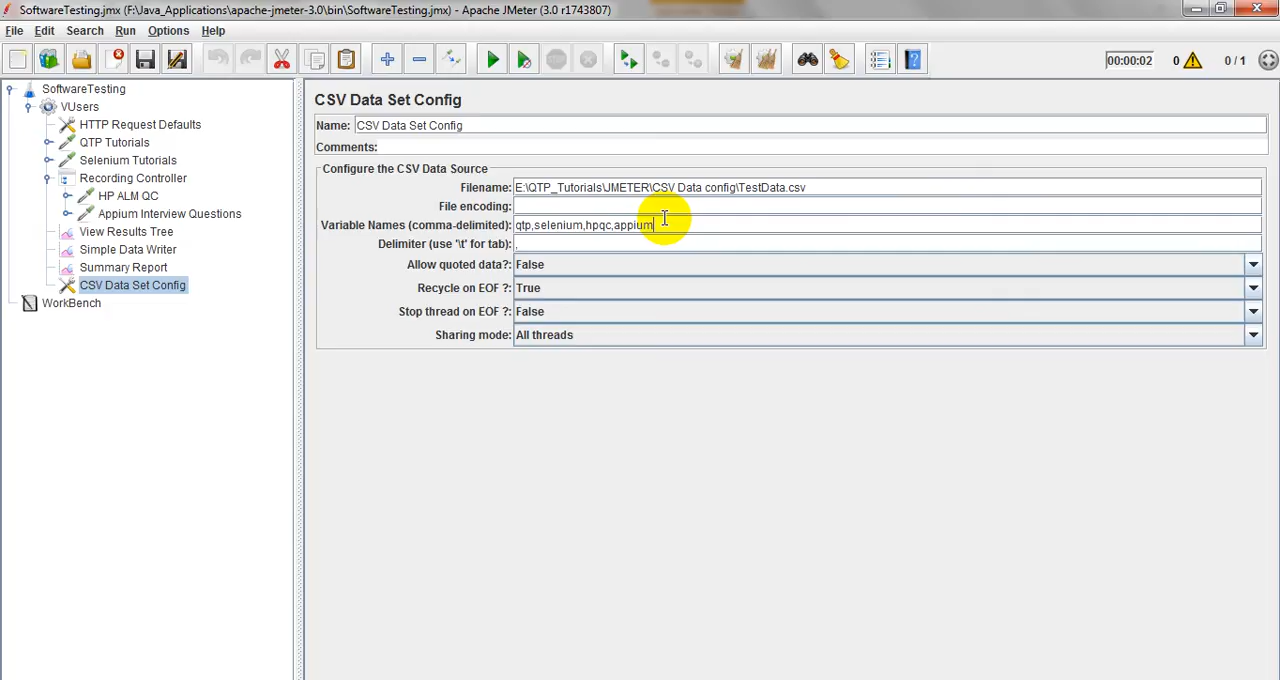 SoftwareTesting.jmx (F:\Java_Applications\apache-jmeter-3.0\bin\SoftwareTesting.jmx) - Apache JMeter (3.0 r1743807)
File Edit Search Run Options Help
00:00:02 0 0 / 1
SoftwareTesting
VUsers
HTTP Request Defaults
QTP Tutorials
Selenium Tutorials
Recording Controller
HP ALM QC
Appium Interview Questions
View Results Tree
Simple Data Writer
Summary Report
CSV Data Set Config
WorkBench
CSV Data Set Config
Name: CSV Data Set Config
Comments:
Configure the CSV Data Source
Filename: E:\QTP_Tutorials\JMETER\CSV Data config\TestData.csv
File encoding:
Variable Names (comma-delimited): qtp,selenium,hpqc,appium
Delimiter (use '\t' for tab): ,
Allow quoted data?: False
Recycle on EOF ?: True
Stop thread on EOF ?: False
Sharing mode: All threads